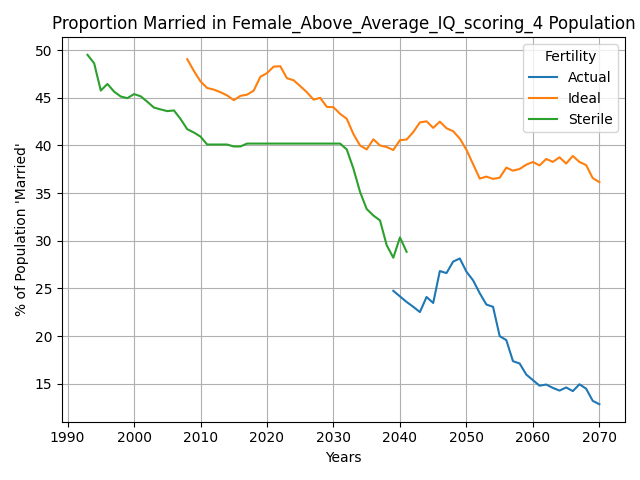 Proportion Married in Female_Above_Average_IQ_scoring_4 Population
Fertility
Actual
Ideal
Sterile
% of Population 'Married'
50
45
40
35
30
25
20
15
1990 2000 2010 2020 2030 2040 2050 2060 2070
Years